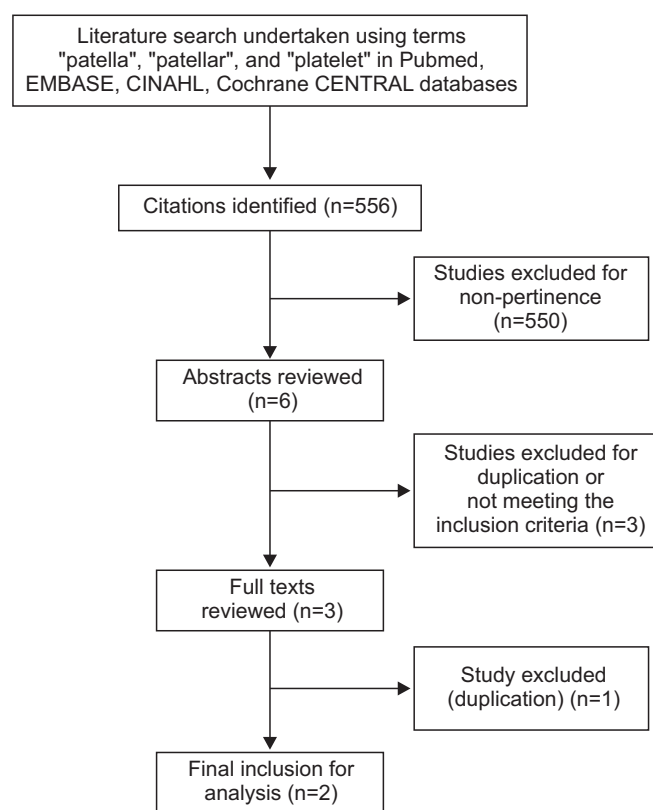 Literature search undertaken using terms
"patella", "patellar", and "platelet" in Pubmed,
EMBASE, CINAHL, Cochrane CENTRAL databases
Citations identified (n=556)
Studies excluded for
non-pertinence
(n=550)
Abstracts reviewed
(n=6)
Studies excluded for
duplication or
not meeting the
inclusion criteria (n=3)
Full texts
reviewed (n=3)
Study excluded
(duplication) (n=1)
Final inclusion for
analysis (n=2)